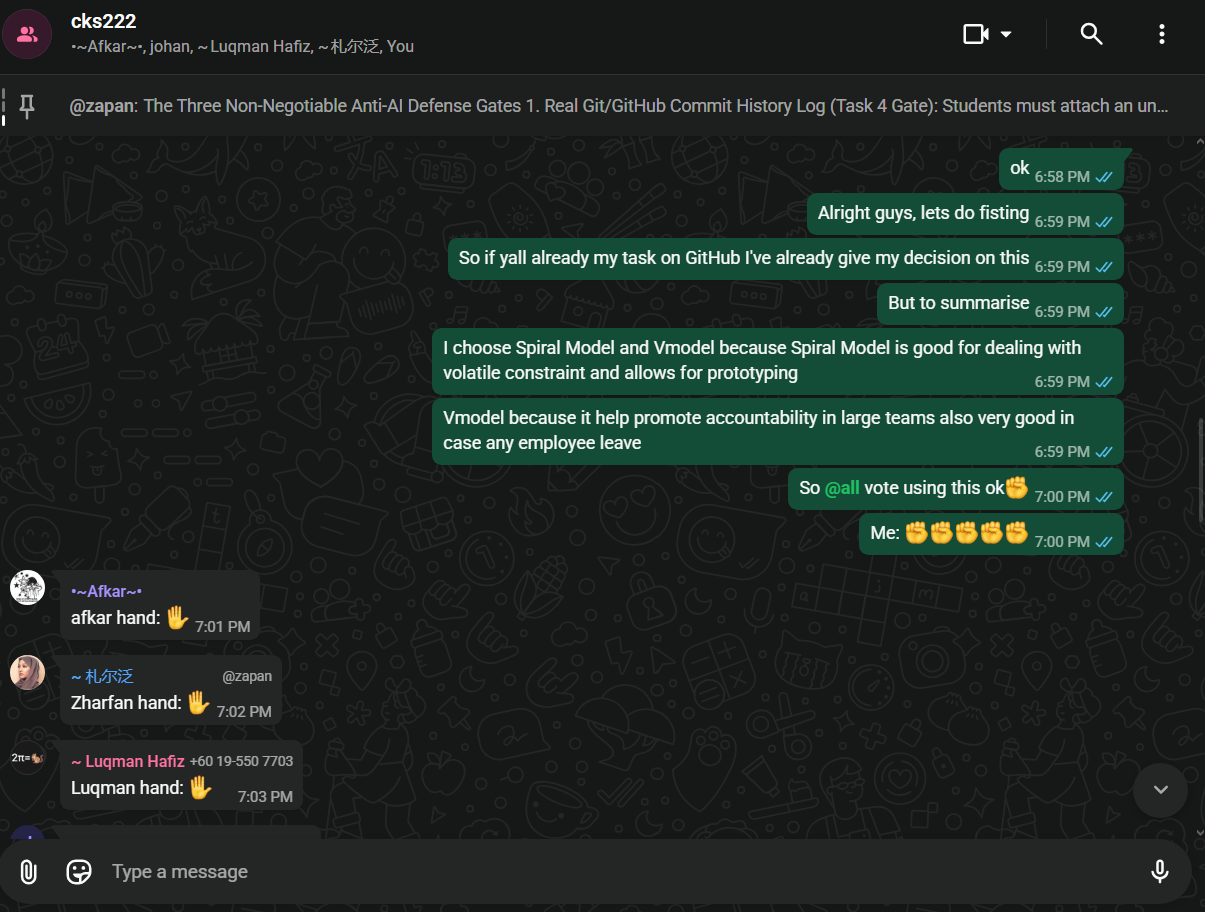 cks222
•~Afkar~•, johan, ~ Luqman Hafiz, ~ 札尔泛, You
@zapan: The Three Non-Negotiable Anti-AI Defense Gates 1. Real Git/GitHub Commit History Log (Task 4 Gate): Students must attach an un…
ok 6:58 PM
Alright guys, lets do fisting 6:59 PM
So if yall already my task on GitHub I've already give my decision on this 6:59 PM
But to summarise 6:59 PM
I choose Spiral Model and Vmodel because Spiral Model is good for dealing with
volatile constraint and allows for prototyping
6:59 PM
Vmodel because it help promote accountability in large teams also very good in
case any employee leave
6:59 PM
So @all vote using this ok✊ 7:00 PM
Me: ✊✊✊✊✊ 7:00 PM
•~Afkar~•
afkar hand: ✋ 7:01 PM
~ 札尔泛 @zapan
Zharfan hand: ✋ 7:02 PM
2π=🐿️
~ Luqman Hafiz +60 19-550 7703
Luqman hand: ✋ 7:03 PM
Type a message